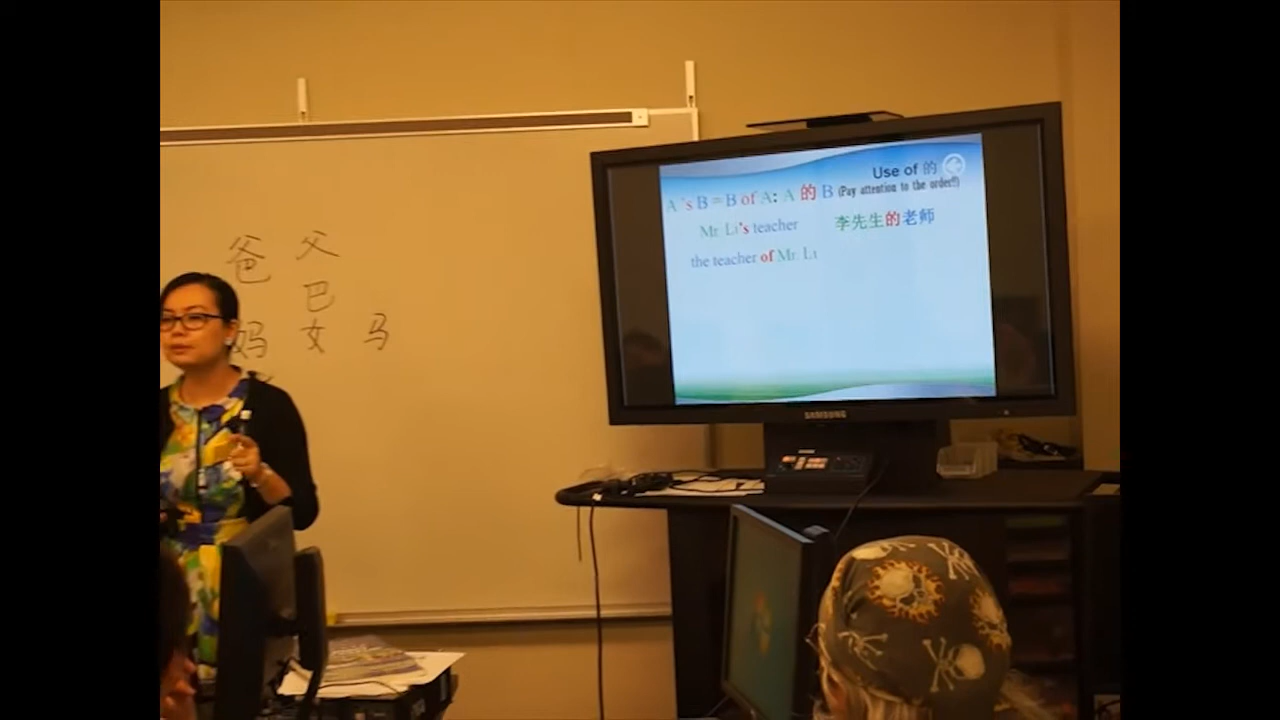 爸 父
巴
妈 女 马
Use of 的
A 's B = B of A: A 的 B (Pay attention to the order!!)
Mr. Li's teacher 李先生的老师
the teacher of Mr. Li
SAMSUNG